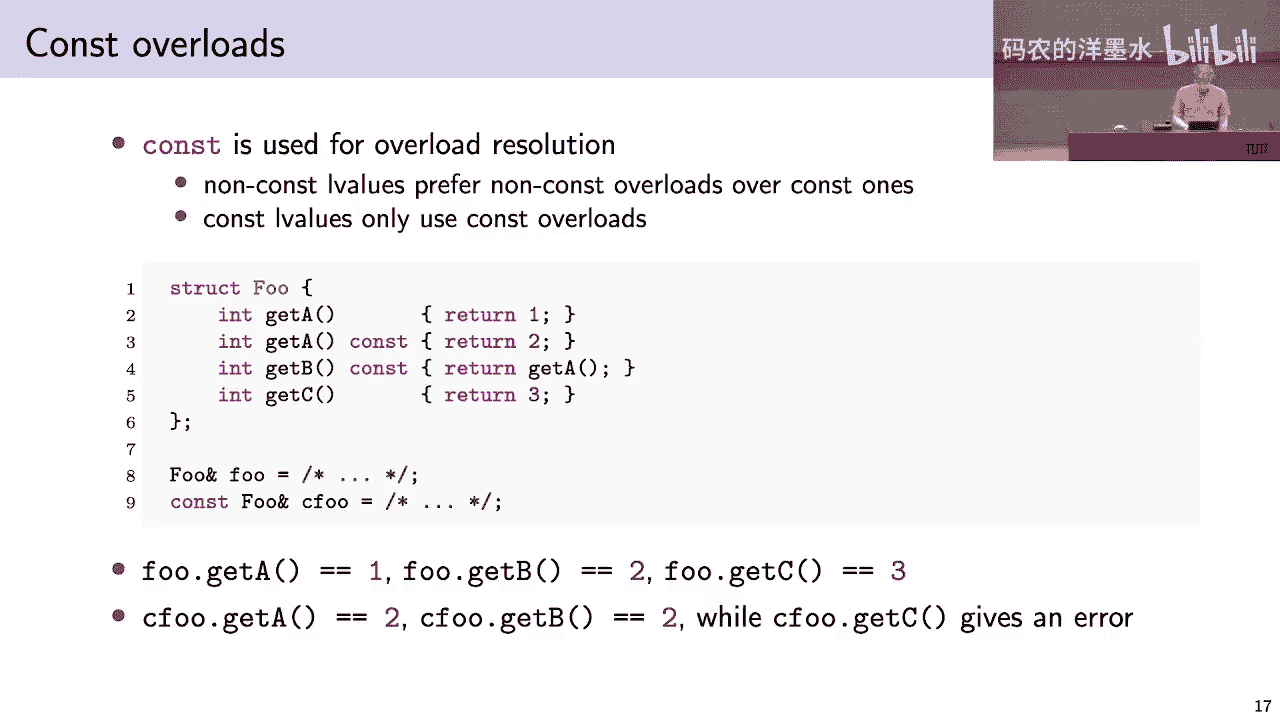 Const overloads
码农的洋墨水 bilibili
TUM
• const is used for overload resolution
• non-const lvalues prefer non-const overloads over const ones
• const lvalues only use const overloads
1 struct Foo {
2 int getA() { return 1; }
3 int getA() const { return 2; }
4 int getB() const { return getA(); }
5 int getC() { return 3; }
6 };
7
8 Foo& foo = /* ... */;
9 const Foo& cfoo = /* ... */;
• foo.getA() == 1, foo.getB() == 2, foo.getC() == 3
• cfoo.getA() == 2, cfoo.getB() == 2, while cfoo.getC() gives an error
17